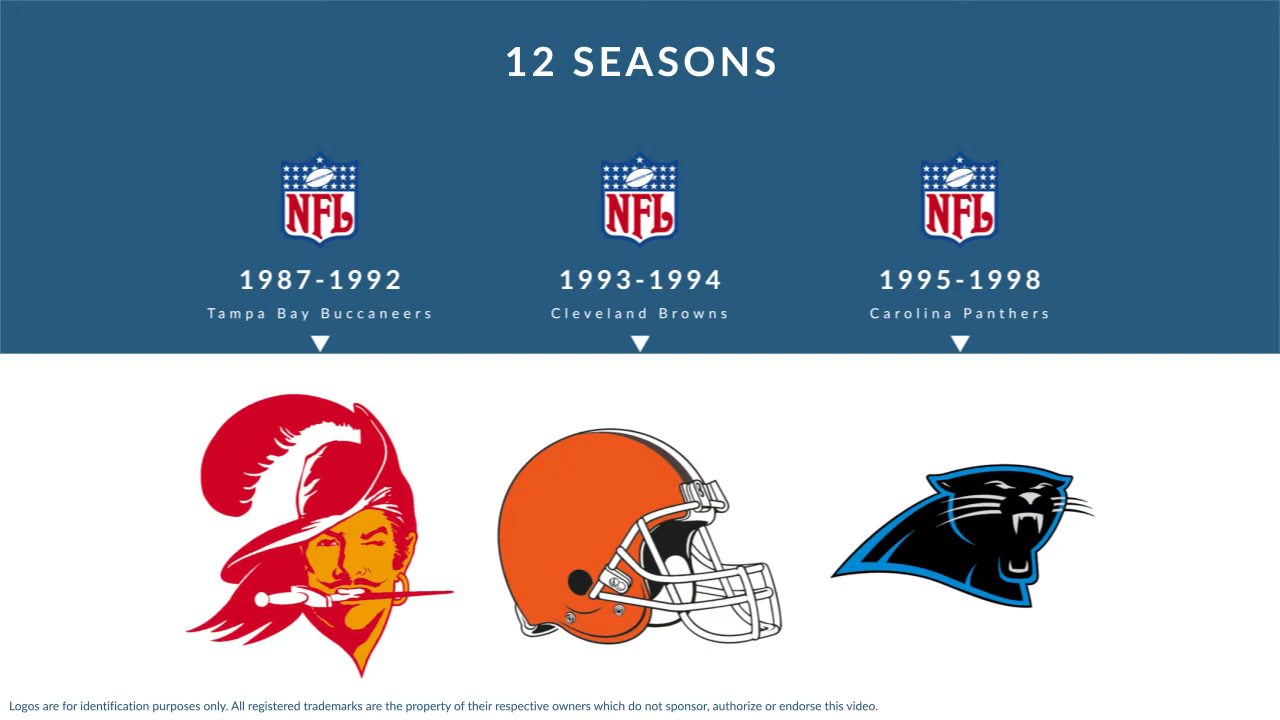 12 SEASONS
NFL NFL NFL
1987-1992 1993-1994 1995-1998
Tampa Bay Buccaneers Cleveland Browns Carolina Panthers
Logos are for identification purposes only. All registered trademarks are the property of their respective owners which do not sponsor, authorize or endorse this video.